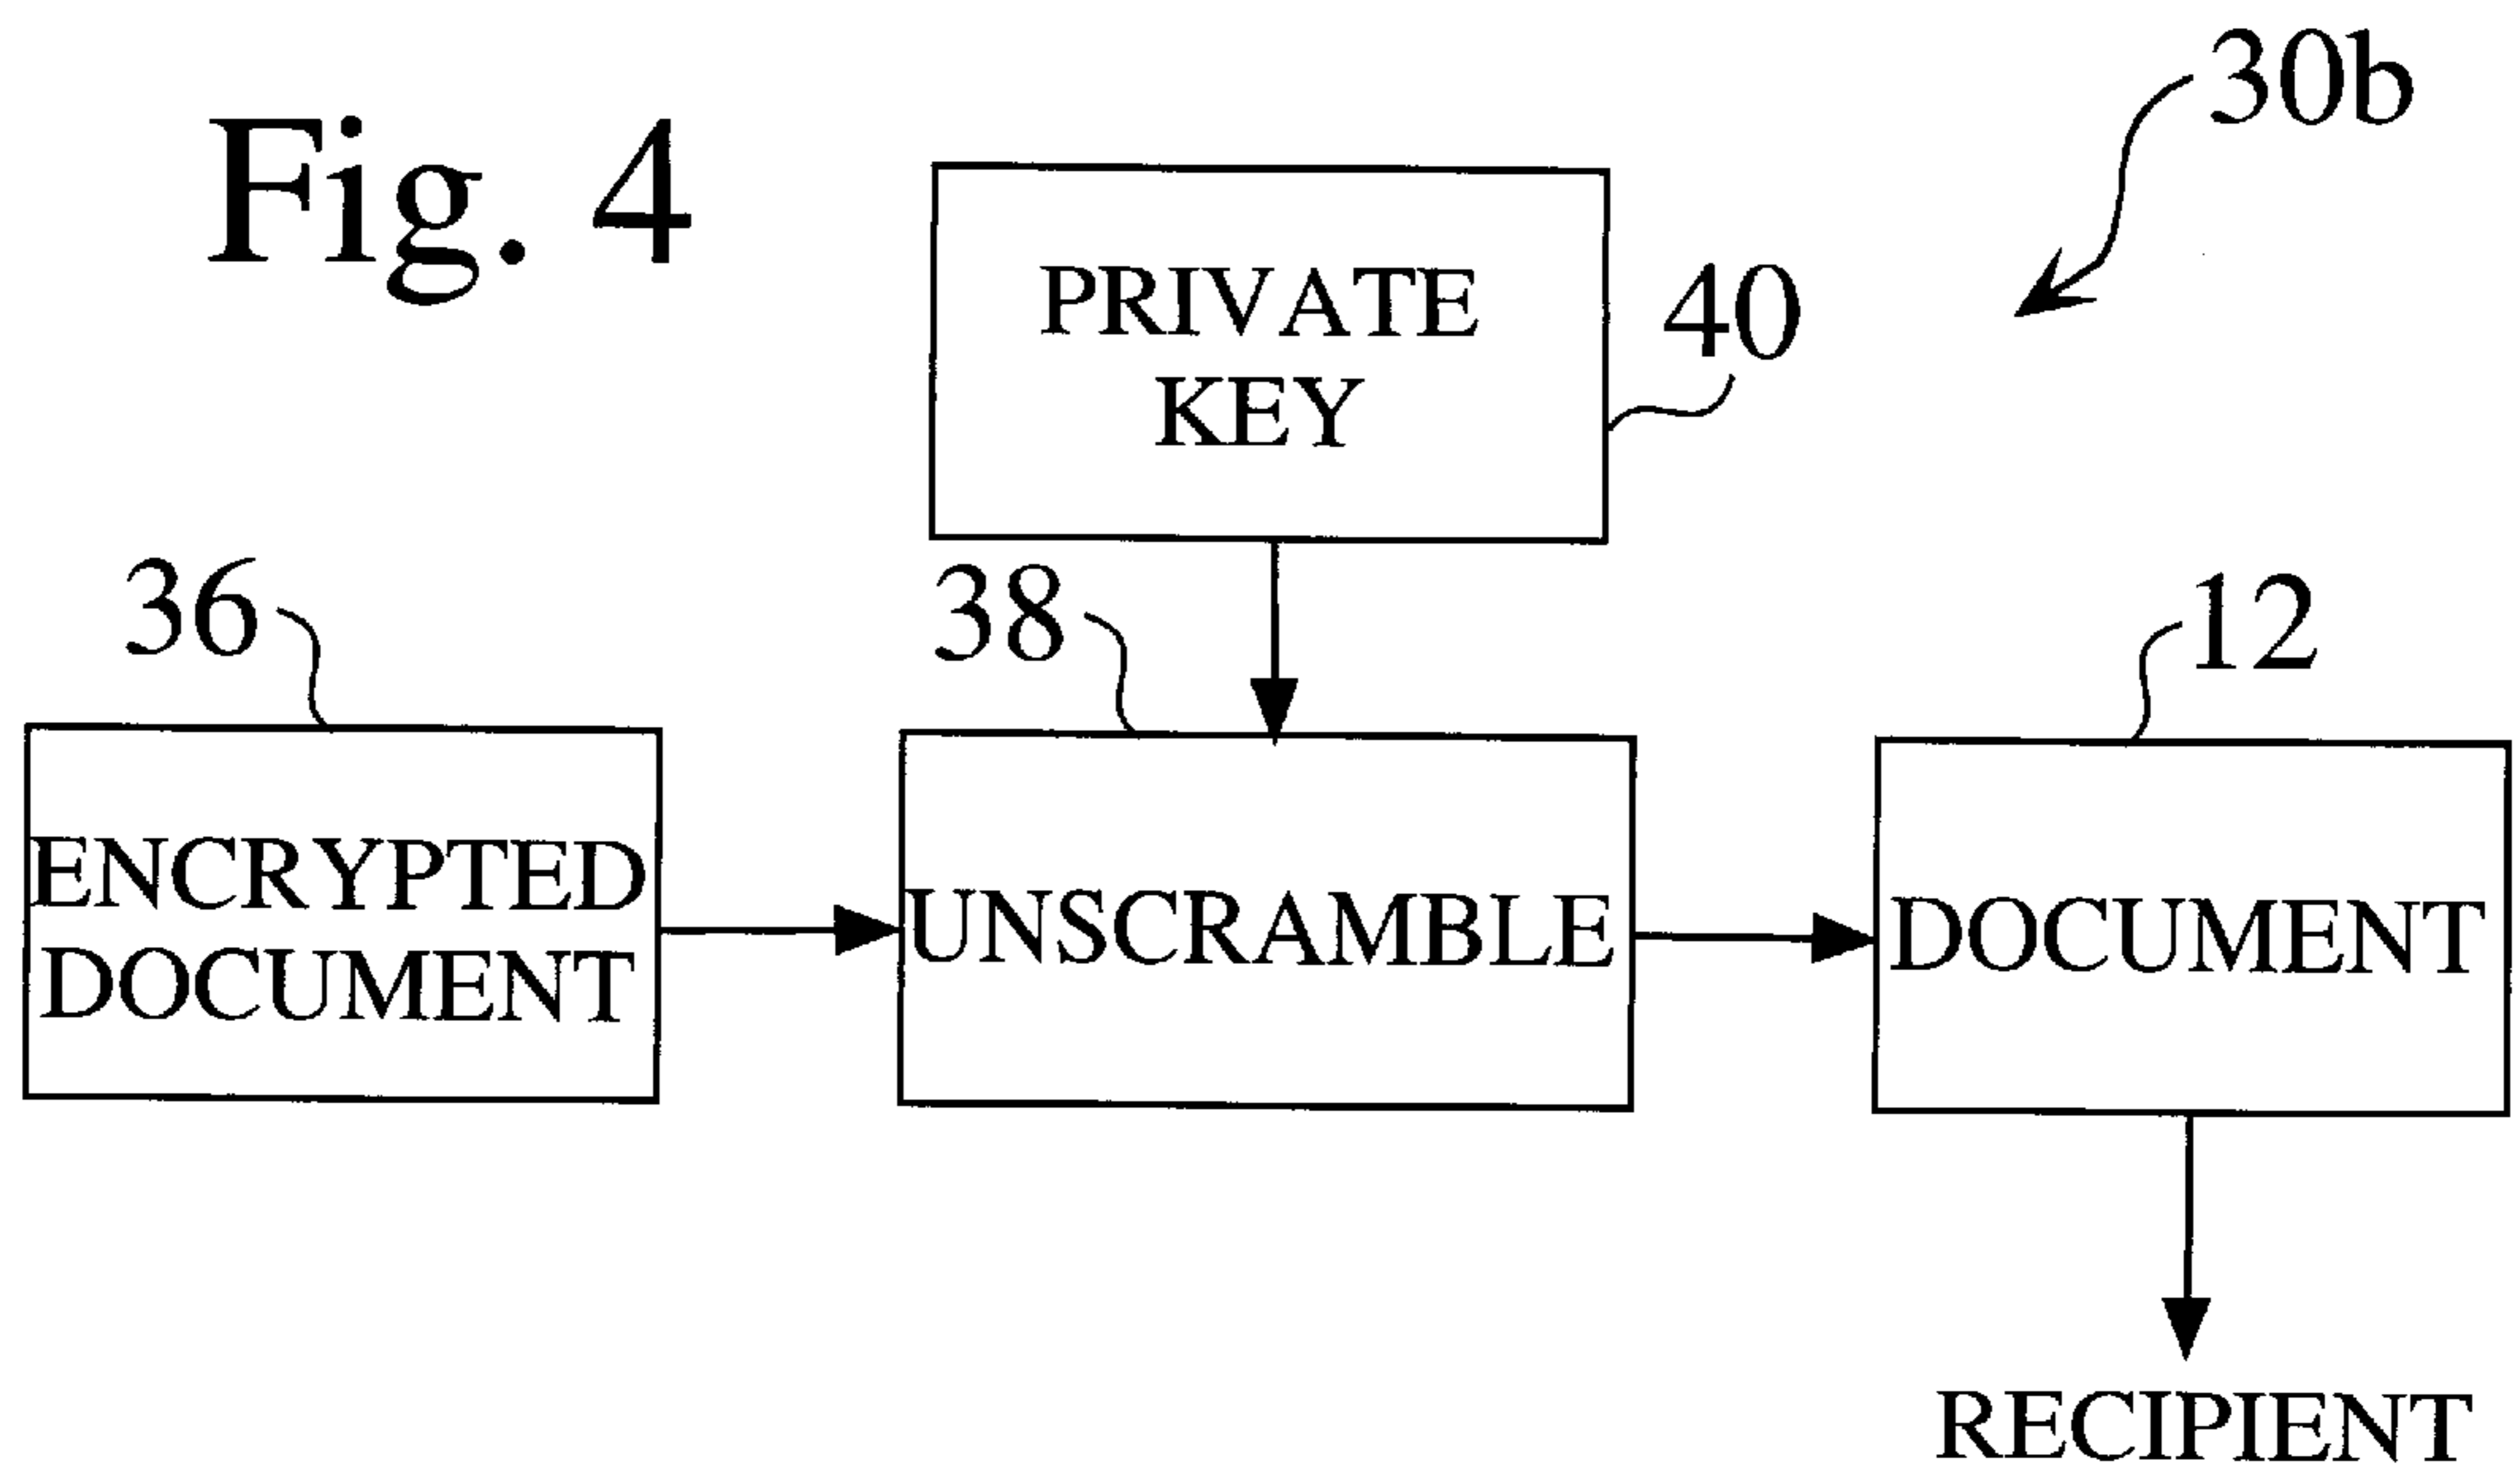 Fig. 4
30b
PRIVATE
KEY
40
36
38
12
ENCRYPTED
DOCUMENT
UNSCRAMBLE
DOCUMENT
RECIPIENT